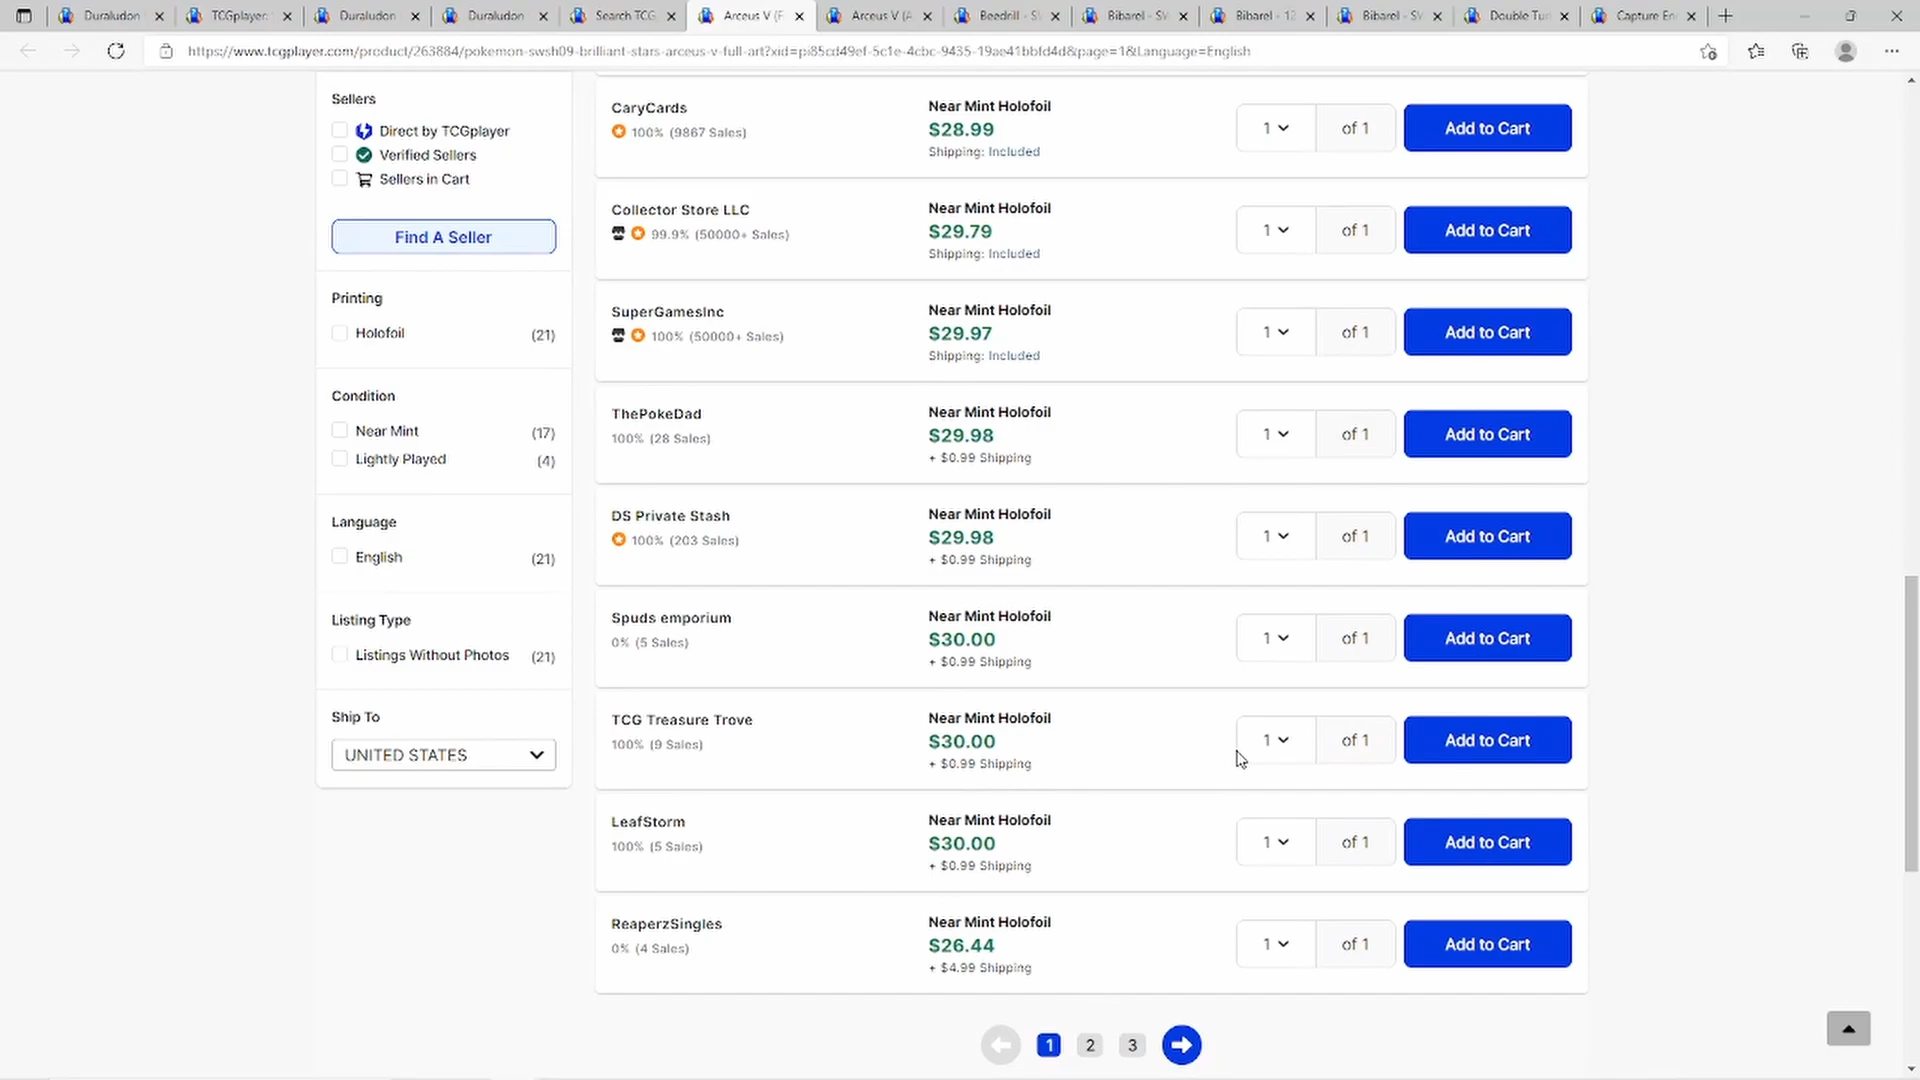 Duraludon
TCGplayer:
Duraludon
Duraludon
Search TCG
Arceus V (F
Arceus V (A
Beedrill - SV
Bibarel - SV
Bibarel - 12
Bibarel - SV
Double Tur
Capture En
https://www.tcgplayer.com/product/263884/pokemon-swsh09-brilliant-stars-arceus-v-full-art?xid=pi85cd49ef-5c1e-4cbc-9435-19ae41bbfd4d&page=1&Language=English
Sellers
Direct by TCGplayer
Verified Sellers
Sellers in Cart
Find A Seller
Printing
Holofoil (21)
Condition
Near Mint (17)
Lightly Played (4)
Language
English (21)
Listing Type
Listings Without Photos (21)
Ship To
UNITED STATES
CaryCards
100% (9867 Sales)
Near Mint Holofoil
$28.99
Shipping: Included
1 of 1
Add to Cart
Collector Store LLC
99.9% (50000+ Sales)
Near Mint Holofoil
$29.79
Shipping: Included
1 of 1
Add to Cart
SuperGamesInc
100% (50000+ Sales)
Near Mint Holofoil
$29.97
Shipping: Included
1 of 1
Add to Cart
ThePokeDad
100% (28 Sales)
Near Mint Holofoil
$29.98
+ $0.99 Shipping
1 of 1
Add to Cart
DS Private Stash
100% (203 Sales)
Near Mint Holofoil
$29.98
+ $0.99 Shipping
1 of 1
Add to Cart
Spuds emporium
0% (5 Sales)
Near Mint Holofoil
$30.00
+ $0.99 Shipping
1 of 1
Add to Cart
TCG Treasure Trove
100% (9 Sales)
Near Mint Holofoil
$30.00
+ $0.99 Shipping
1 of 1
Add to Cart
LeafStorm
100% (5 Sales)
Near Mint Holofoil
$30.00
+ $0.99 Shipping
1 of 1
Add to Cart
ReaperzSingles
0% (4 Sales)
Near Mint Holofoil
$26.44
+ $4.99 Shipping
1 of 1
Add to Cart
1 2 3